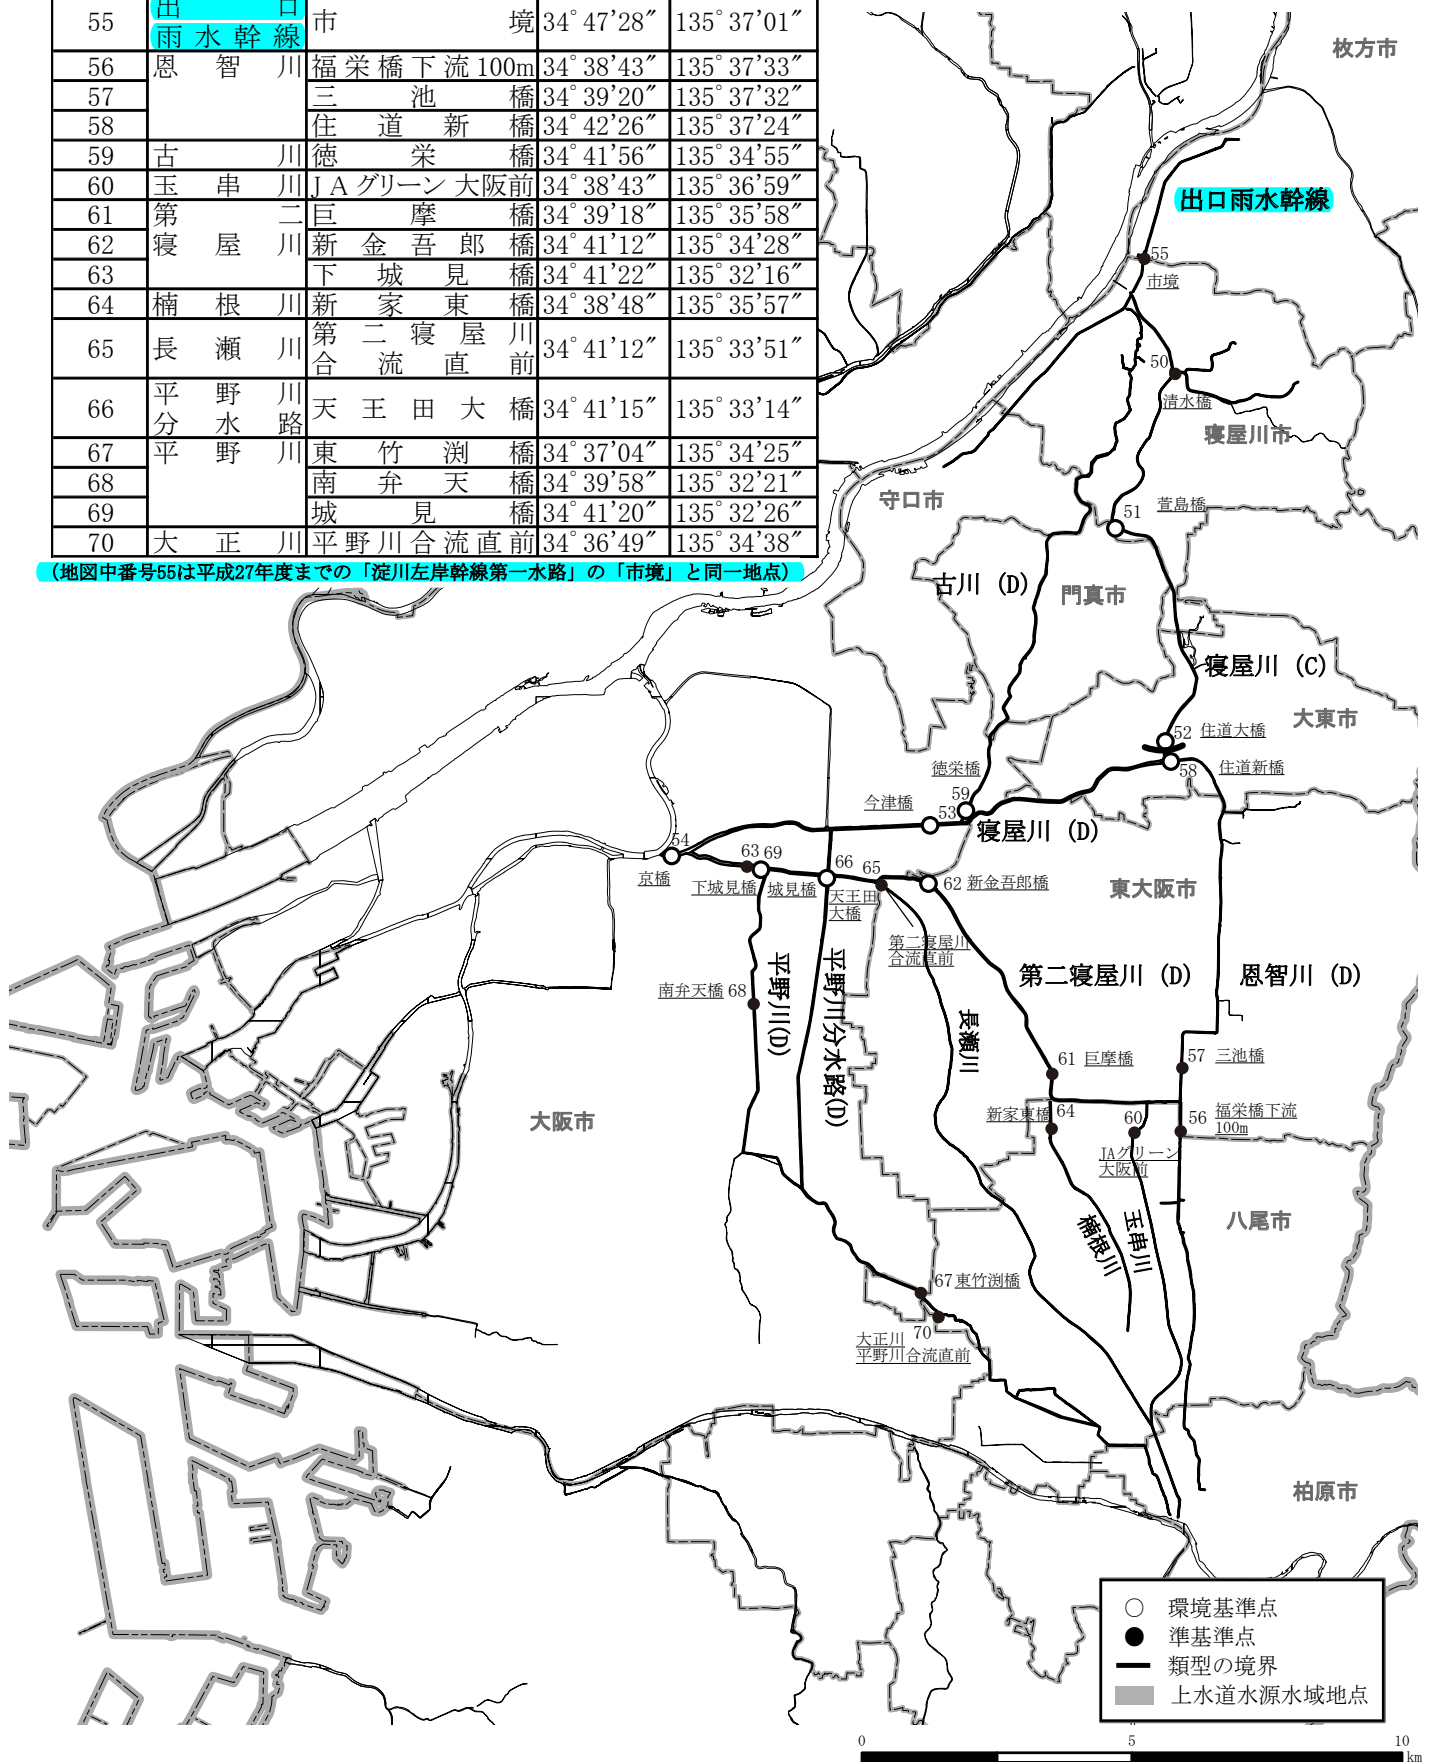 55 出口 市境 34°47’28” 135°37’01”
雨水幹線
56 恩智川 福栄橋下流100m 34°38’43” 135°37’33”
57 三池橋 34°39’20” 135°37’32”
58 住道新橋 34°42’26” 135°37’24”
59 古川 徳栄橋 34°41’56” 135°34’55”
60 玉串川 JAグリーン大阪前 34°38’43” 135°36’59”
61 第二 巨摩橋 34°39’18” 135°35’58”
62 寝屋川 新金吾郎橋 34°41’12” 135°34’28”
63 下城見橋 34°41’22” 135°32’16”
64 楠根川 新家東橋 34°38’48” 135°35’57”
65 長瀬川 第二寝屋川 34°41’12” 135°33’51”
合流直前
66 平野川 天王田大橋 34°41’15” 135°33’14”
分水路
67 平野川 東竹渕橋 34°37’04” 135°34’25”
68 南弁天橋 34°39’58” 135°32’21”
69 城見橋 34°41’20” 135°32’26”
70 大正川 平野川合流直前 34°36’49” 135°34’38”
(地図中番号55は平成27年度までの「淀川左岸幹線第一水路」の「市境」と同一地点)
枚方市
出口雨水幹線
55
市境
50
清水橋
寝屋川市
守口市
51 萱島橋
古川 (D)
門真市
寝屋川 (C)
大東市
52 住道大橋
58 住道新橋
徳栄橋
59
今津橋
53
寝屋川 (D)
54
京橋
63 69
下城見橋 城見橋
66
天王田
大橋
65
62 新金吾郎橋
東大阪市
第二寝屋川
合流直前
第二寝屋川 (D)
恩智川 (D)
南弁天橋 68
平野川(D)
平野川分水路(D)
長瀬川
61 巨摩橋
57 三池橋
大阪市
新家東橋 64
60
JAグリーン
大阪前
56 福栄橋下流
100m
楠根川
玉串川
八尾市
67 東竹渕橋
70
大正川
平野川合流直前
柏原市
○ 環境基準点
● 準基準点
類型の境界
上水道水源水域地点
0 5 10
km